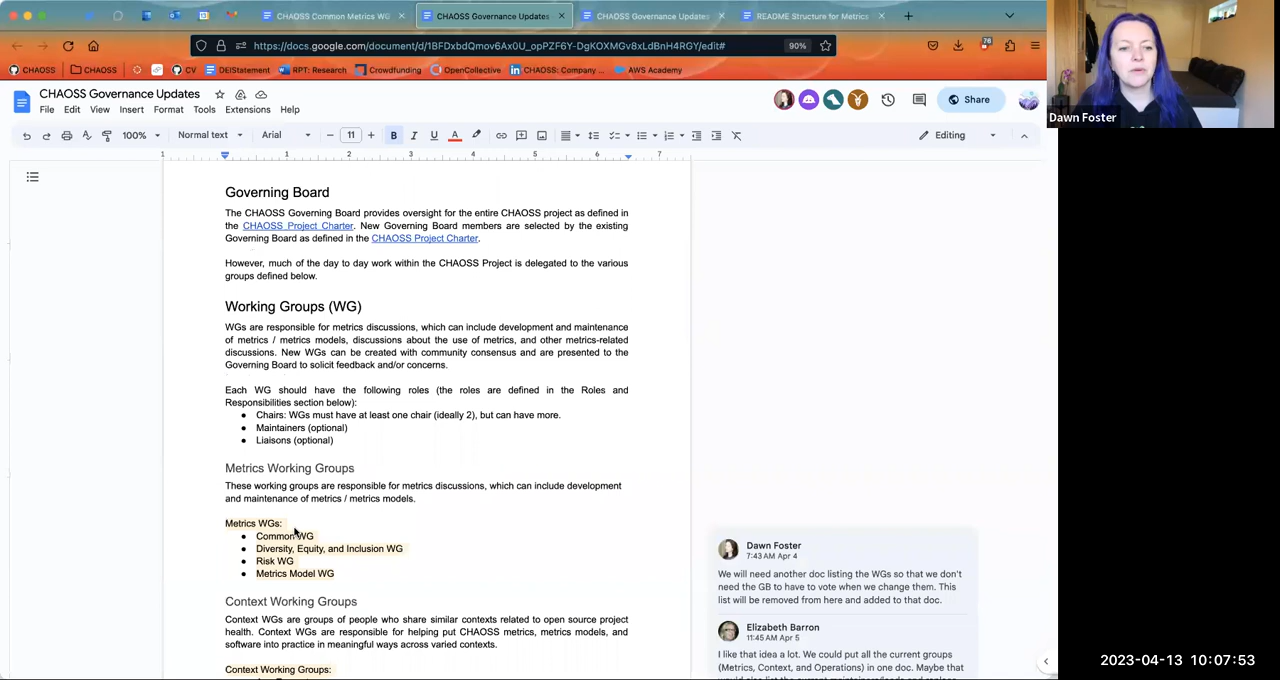 CHAOSS Common Metrics WG
CHAOSS Governance Updates
CHAOSS Governance Updates
README Structure for Metrics
https://docs.google.com/document/d/1BFDxbdQmov6Ax0U_opPZF6Y-DgKOXMGv8xLdBnH4RGY/edit#
90%
CHAOSS
CHAOSS
CV
DEIStatement
RPT: Research
Crowdfunding
OpenCollective
CHAOSS: Company ...
AWS Academy
CHAOSS Governance Updates
File Edit View Insert Format Tools Extensions Help
Share
100% Normal text Arial 11 Editing
1 1 2 3 4 5 6 7
Governing Board
The CHAOSS Governing Board provides oversight for the entire CHAOSS project as defined in
the CHAOSS Project Charter. New Governing Board members are selected by the existing
Governing Board as defined in the CHAOSS Project Charter.
However, much of the day to day work within the CHAOSS Project is delegated to the various
groups defined below.
Working Groups (WG)
WGs are responsible for metrics discussions, which can include development and maintenance
of metrics / metrics models, discussions about the use of metrics, and other metrics-related
discussions. New WGs can be created with community consensus and are presented to the
Governing Board to solicit feedback and/or concerns.
Each WG should have the following roles (the roles are defined in the Roles and
Responsibilities section below):
● Chairs: WGs must have at least one chair (ideally 2), but can have more.
● Maintainers (optional)
● Liaisons (optional)
Metrics Working Groups
These working groups are responsible for metrics discussions, which can include development
and maintenance of metrics / metrics models.
Metrics WGs:
● Common WG
● Diversity, Equity, and Inclusion WG
● Risk WG
● Metrics Model WG
Context Working Groups
Context WGs are groups of people who share similar contexts related to open source project
health. Context WGs are responsible for helping put CHAOSS metrics, metrics models, and
software into practice in meaningful ways across varied contexts.
Context Working Groups:
Dawn Foster
7:43 AM Apr 4
We will need another doc listing the WGs so that we don't
need the GB to have to vote when we change them. This
list will be removed from here and added to that doc.
Elizabeth Barron
11:45 AM Apr 5
I like that idea a lot. We could put all the current groups
(Metrics, Context, and Operations) in one doc. Maybe that
Dawn Foster
2023-04-13 10:07:53